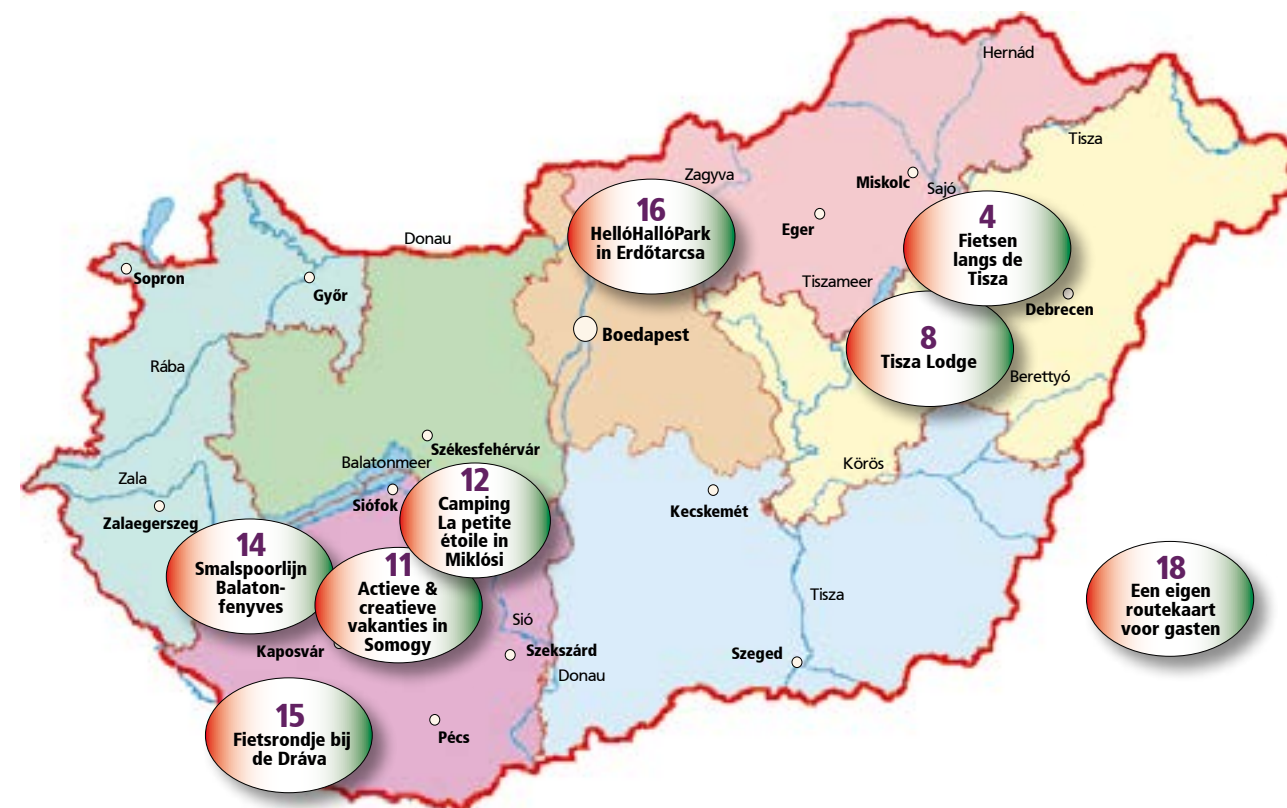 Hernád
Tisza
Zagyva
Miskolc
Sajó
16
HellóHallóPark
in Erdőtarcsa
Eger
4
Fietsen
langs de
Tisza
Donau
Sopron
Győr
Tiszameer
Debrecen
Boedapest
8
Tisza Lodge
Rába
Berettyó
Székesfehérvár
Balatonmeer
Körös
Zala
Siófok
12
Camping
La petite
étoile in
Miklósi
Kecskemét
Zalaegerszeg
14
Smalspoorlijn
Balaton-
fenyves
11
Actieve &
creatieve
vakanties in
Somogy
18
Een eigen
routekaart
voor gasten
Tisza
Sió
Kaposvár
Szekszárd
Szeged
Donau
15
Fietsrondje bij
de Dráva
Pécs